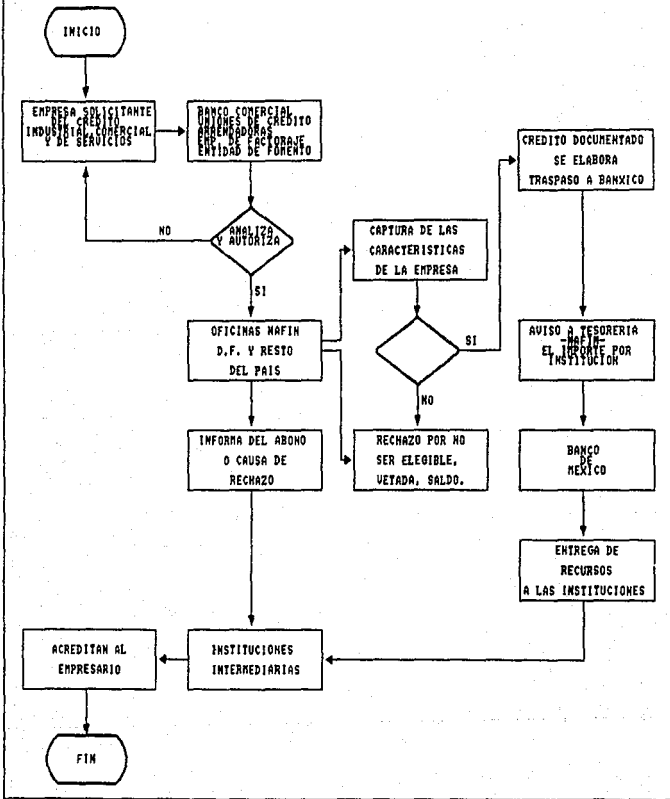 INICIO
EMPRESA SOLICITANTE
DEL CREDITO
INDUSTRIAL, COMERCIAL
Y DE SERVICIOS
BANCO COMERCIAL
UNIONES DE CREDITO
ARRENDADORAS
EMP. DE FACTORAJE
ENTIDAD DE FOMENTO
CREDITO DOCUMENTADO
SE ELABORA
TRASPASO A BANXICO
NO
ANALIZA
Y AUTORIZA
CAPTURA DE LAS
CARACTERISTICAS
DE LA EMPRESA
SI
OFICINAS NAFIN
D.F. Y RESTO
DEL PAIS
SI
AVISO A TESORERIA
-NAFIN-
EL IMPORTE POR
INSTITUCION
NO
INFORMA DEL ABONO
O CAUSA DE
RECHAZO
RECHAZO POR NO
SER ELEGIBLE,
VETADA, SALDO.
BANCO
DE
MEXICO
ENTREGA DE
RECURSOS
A LAS INSTITUCIONES
ACREDITAN AL
EMPRESARIO
INSTITUCIONES
INTERMEDIARIAS
FIN